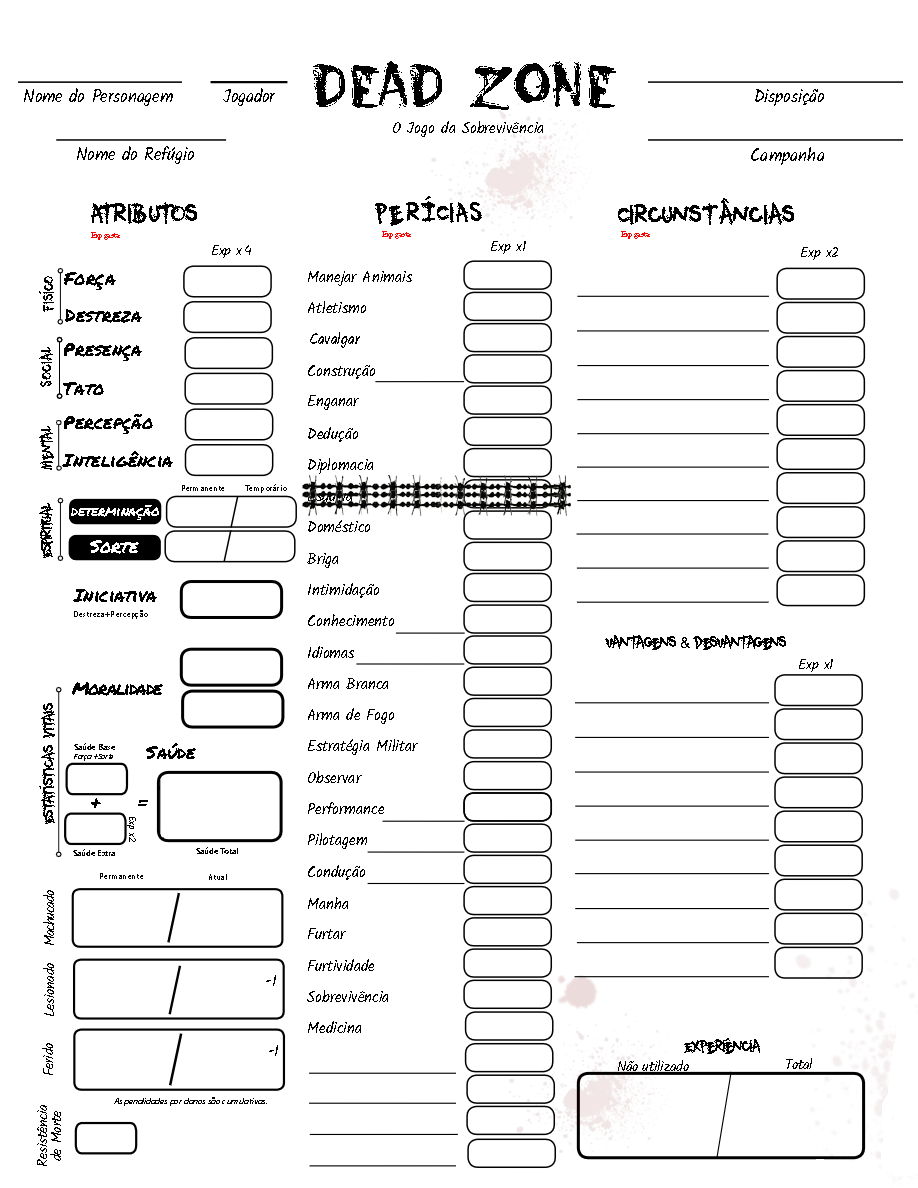 DEAD ZONE
O Jogo da Sobrevivência
Nome do Personagem
Jogador
Disposição
Nome do Refúgio
Campanha
ATRIBUTOS
Exp gasta
Exp x 4
FISÍCO
FORÇA
DESTREZA
SOCIAL
PRESENÇA
TATO
MENTAL
PERCEPÇÃO
INTELIGÊNCIA
Permanente Temporário
ESPIRITUAL
DETERMINAÇÃO
SORTE
INICIATIVA
Destreza+Percepção
ESTATÍSTICAS VITAIS
MORALIDADE
Saúde Base
Força+Sorte
SAÚDE
+
=
Exp x2
Saúde Extra
Saúde Total
Permanente Atual
Machucado
Lesionado
-1
Ferido
-1
As penalidades por danos são cumulativas.
Resistência
de Morte
PERÍCIAS
Exp gasta
Exp x1
Manejar Animais
Atletismo
Cavalgar
Construção
Enganar
Dedução
Diplomacia
Doméstico
Briga
Intimidação
Conhecimento
Idiomas
Arma Branca
Arma de Fogo
Estratégia Militar
Observar
Performance
Pilotagem
Condução
Manha
Furtar
Furtividade
Sobrevivência
Medicina
CIRCUNSTÂNCIAS
Exp gasta
Exp x2
VANTAGENS & DESVANTAGENS
Exp x1
EXPERIÊNCIA
Não utilizado Total